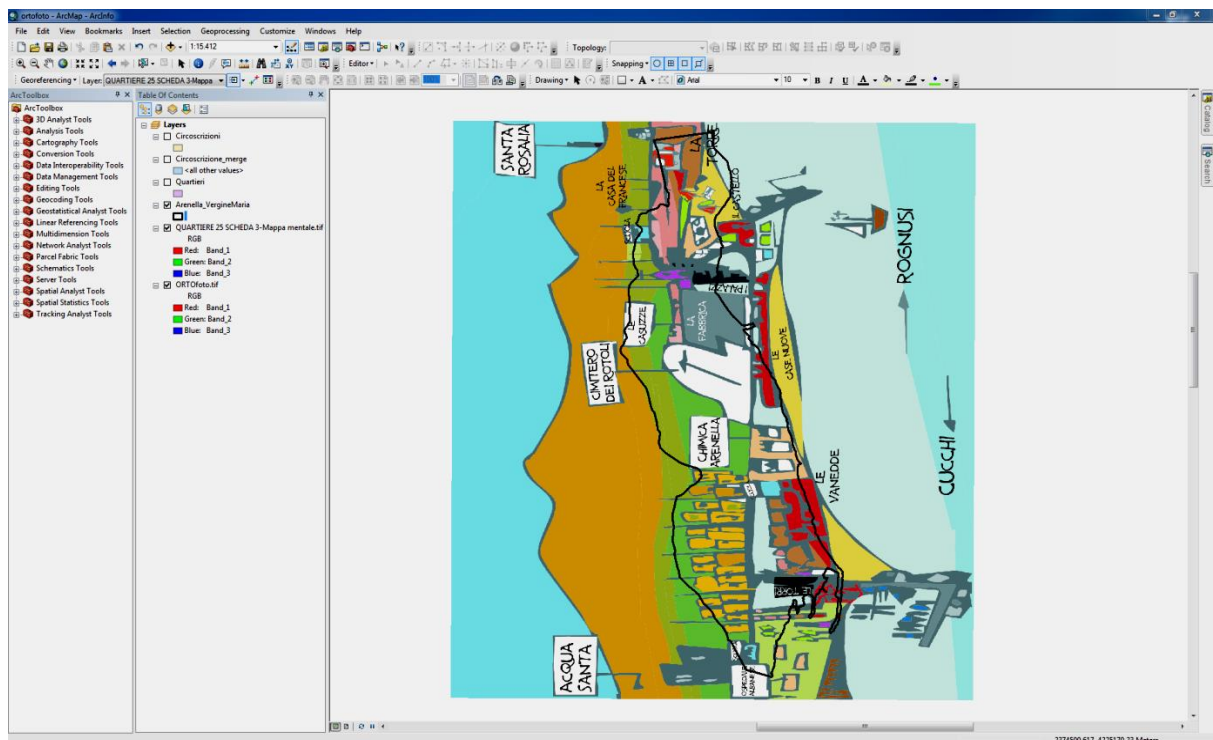 ortofoto - ArcMap - ArcInfo
File Edit View Bookmarks Insert Selection Geoprocessing Customize Windows Help
1:15.412
Topology:
Editor
Snapping
Georeferencing
Layer: QUARTIERE 25 SCHEDA 3-Mappa
Drawing
A
Arial
10
B I U A
ArcToolbox
ArcToolbox
3D Analyst Tools
Analysis Tools
Cartography Tools
Conversion Tools
Data Interoperability Tools
Data Management Tools
Editing Tools
Geocoding Tools
Geostatistical Analyst Tools
Linear Referencing Tools
Multidimension Tools
Network Analyst Tools
Parcel Fabric Tools
Schematics Tools
Server Tools
Spatial Analyst Tools
Spatial Statistics Tools
Tracking Analyst Tools
Table Of Contents
Layers
Circoscrizioni
Circoscrizione_merge
<all other values>
Quartieri
Arenella_VergineMaria
QUARTIERE 25 SCHEDA 3-Mappa mentale.tif
RGB
Red: Band_1
Green: Band_2
Blue: Band_3
ORTOfoto.tif
RGB
Red: Band_1
Green: Band_2
Blue: Band_3
Catalog
Search
SANTA
ROSALIA
LA
CASA DEL
FRANCESE
LA
TORRE
IL CASTELLO
I PALAZZI
LA
FABBRICA
LE
CASUZZE
CIMITERO
DEI ROTOLI
LE
CASE NUOVE
CHIMICA
ARENELLA
LE
VANEDDE
LE TORRI
OSPEDALE
ALBANESE
ACQUA
SANTA
ROGNUSI
CUCCHI